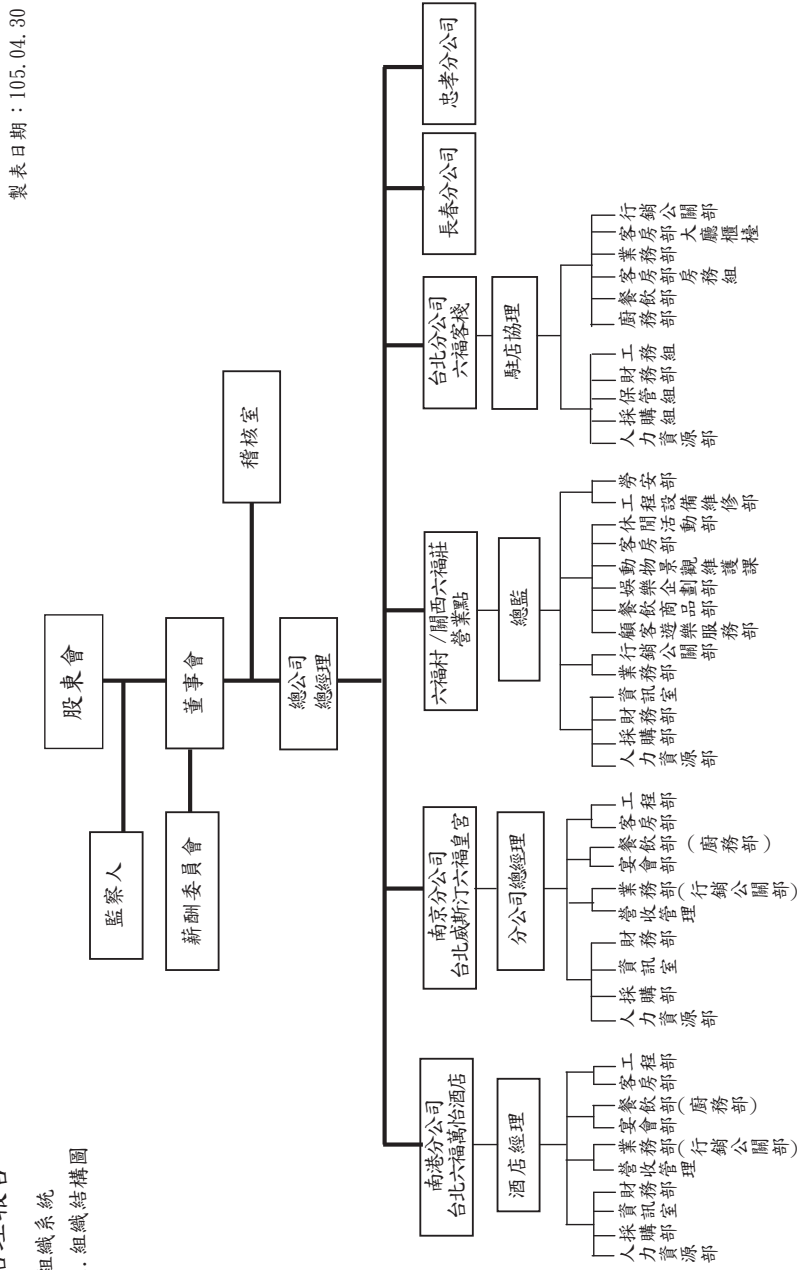 組織系統
組織結構圖
製表日期：105.04.30
股東會
監察人
董事會
薪酬委員會
稽核室
總公司
總經理
南港分公司
台北六福萬怡酒店
酒店經理
人力資源部
採購部
資訊室
財務部
營收管理
業務部(行銷公關部)
宴會部
餐飲部(廚務部)
客房部
工程部
南京分公司
台北威斯汀六福皇宮
分公司總經理
人力資源部
採購部
資訊室
財務部
營收管理
業務部(行銷公關部)
宴會部
餐飲部(廚務部)
客房部
工程部
六福村/關西六福莊
營業點
總監
人力資源部
採購部
財務部
資訊室
業務部
行銷公關部
顧客遊樂服務部
餐飲商品部
娛樂企劃部
動物景觀維護課
客房部
休閒活動部
工程設備維修部
勞安部
台北分公司
六福客棧
駐店協理
人力資源部
採購組
保管組
財務部
工務組
廚務部
餐飲部
客房部房務組
業務部
客房部大廳櫃檯
行銷公關部
長春分公司
忠孝分公司